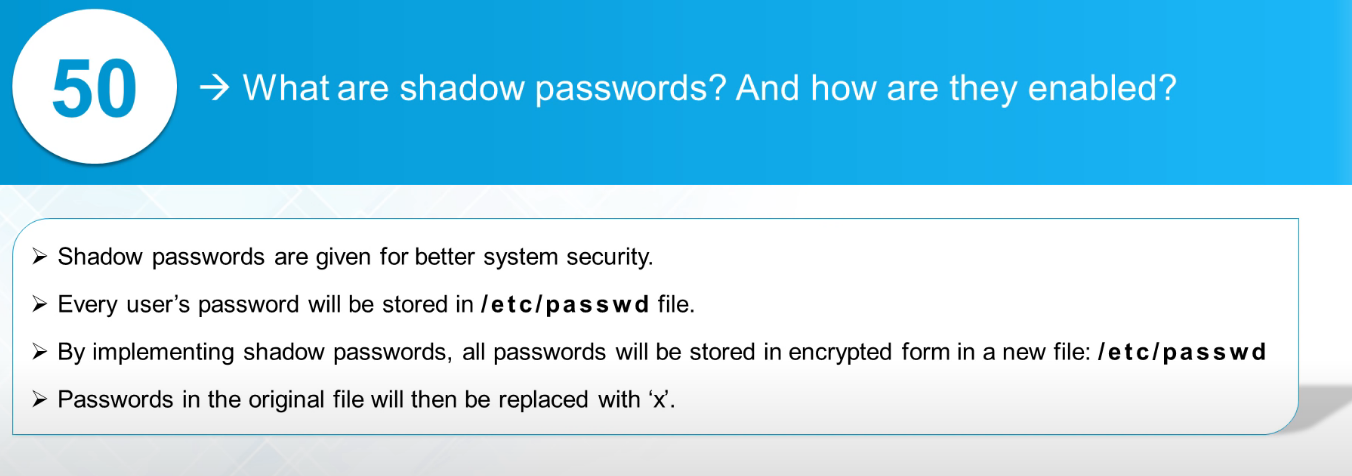 50
→ What are shadow passwords? And how are they enabled?
➢ Shadow passwords are given for better system security.
➢ Every user’s password will be stored in /etc/passwd file.
➢ By implementing shadow passwords, all passwords will be stored in encrypted form in a new file: /etc/passwd
➢ Passwords in the original file will then be replaced with ‘x’.